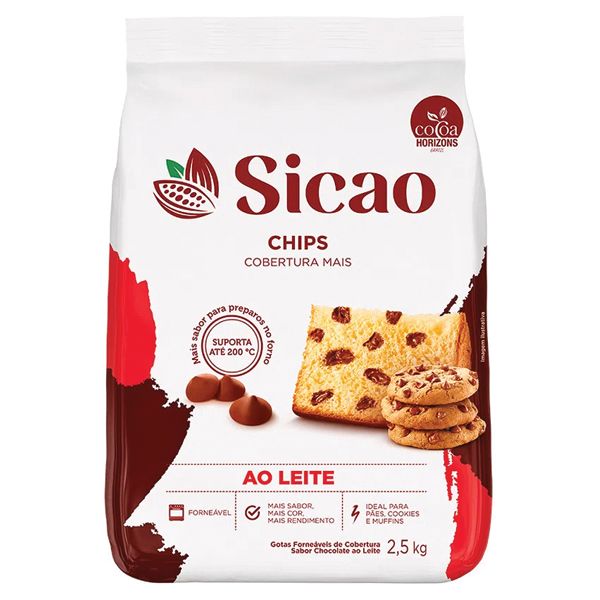 cocoa
HORIZONS
Sicao
CHIPS
COBERTURA MAIS
Mais sabor para preparos no forno
SUPORTA
ATÉ 200 °C
Imagem ilustrativa
AO LEITE
FORNEÁVEL
MAIS SABOR,
MAIS COR,
MAIS RENDIMENTO
IDEAL PARA
PÃES, COOKIES
E MUFFINS
Gotas Forneáveis de Cobertura
Sabor Chocolate ao Leite
2,5 kg